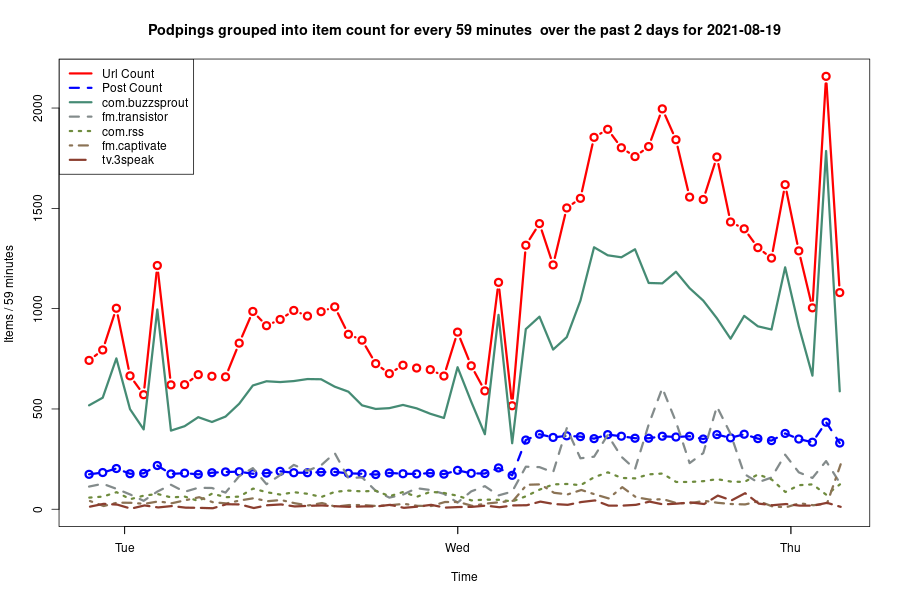 Podpings grouped into item count for every 59 minutes  over the past 2 days for 2021-08-19
Url Count
Post Count
com.buzzsprout
fm.transistor
com.rss
fm.captivate
tv.3speak
Items / 59 minutes
2000
1500
1000
500
0
Tue
Wed
Thu
Time